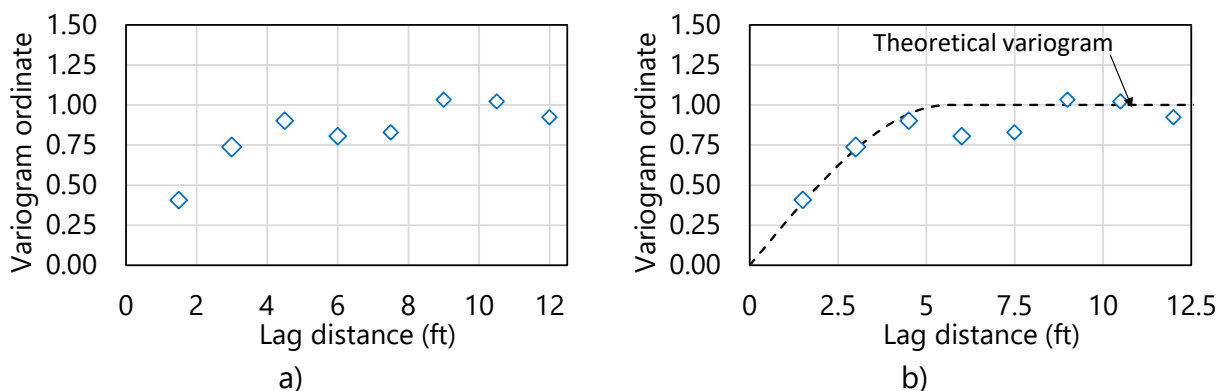 Variogram ordinate
1.50
1.25
1.00
0.75
0.50
0.25
0.00
0 2 4 6 8 10 12
Lag distance (ft)
a)
Variogram ordinate
1.50
1.25
1.00
0.75
0.50
0.25
0.00
Theoretical variogram
0 2.5 5 7.5 10 12.5
Lag distance (ft)
b)